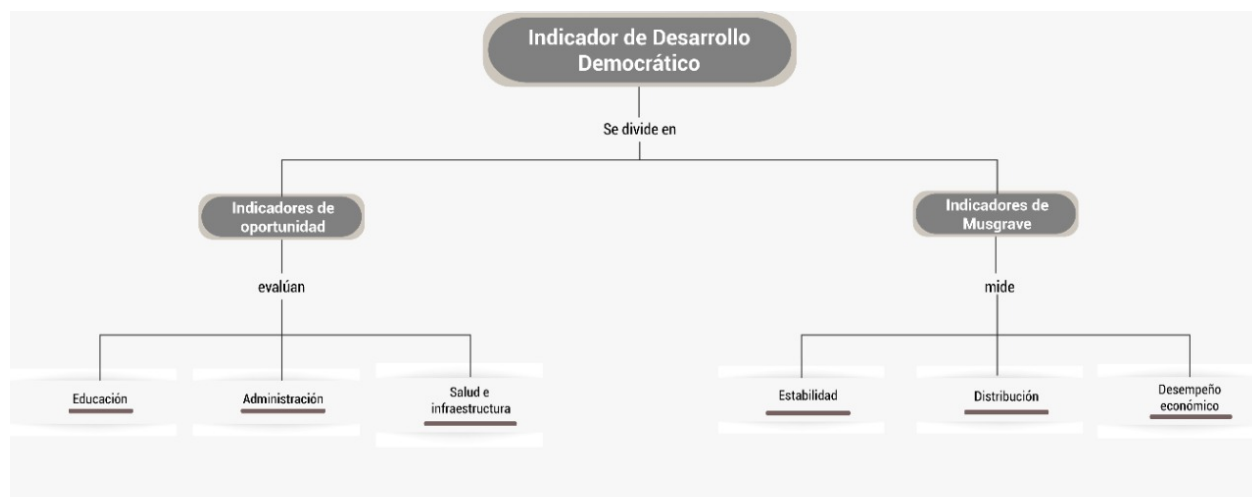 Indicador de Desarrollo
Democrático
Se divide en
Indicadores de
oportunidad
Indicadores de
Musgrave
evalúan
mide
Educación
Administración
Salud e
infraestructura
Estabilidad
Distribución
Desempeño
económico